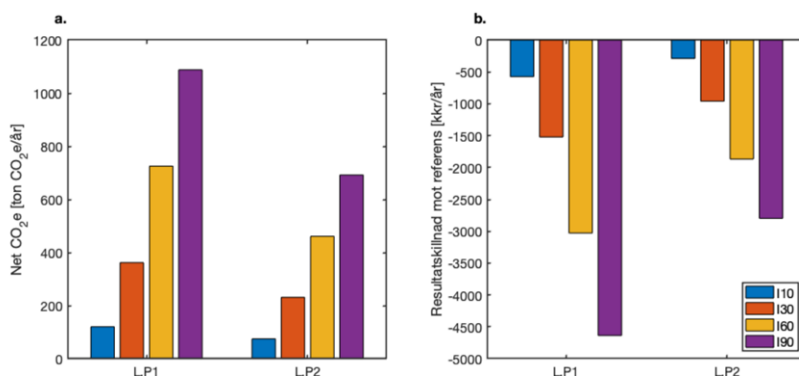 a.
Net CO2e [ton CO2e/år]
1200
1000
800
600
400
200
0
L.P1
L.P2
b.
Resultatskillnad mot referens [kkr/år]
0
-500
-1000
-1500
-2000
-2500
-3000
-3500
-4000
-4500
-5000
L.P1
L.P2
I10
I30
I60
I90